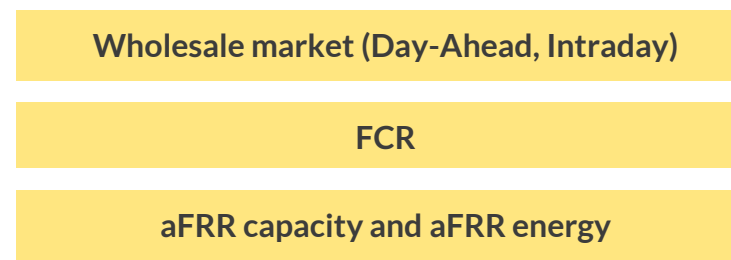 Wholesale market (Day-Ahead, Intraday)
FCR
aFRR capacity and aFRR energy